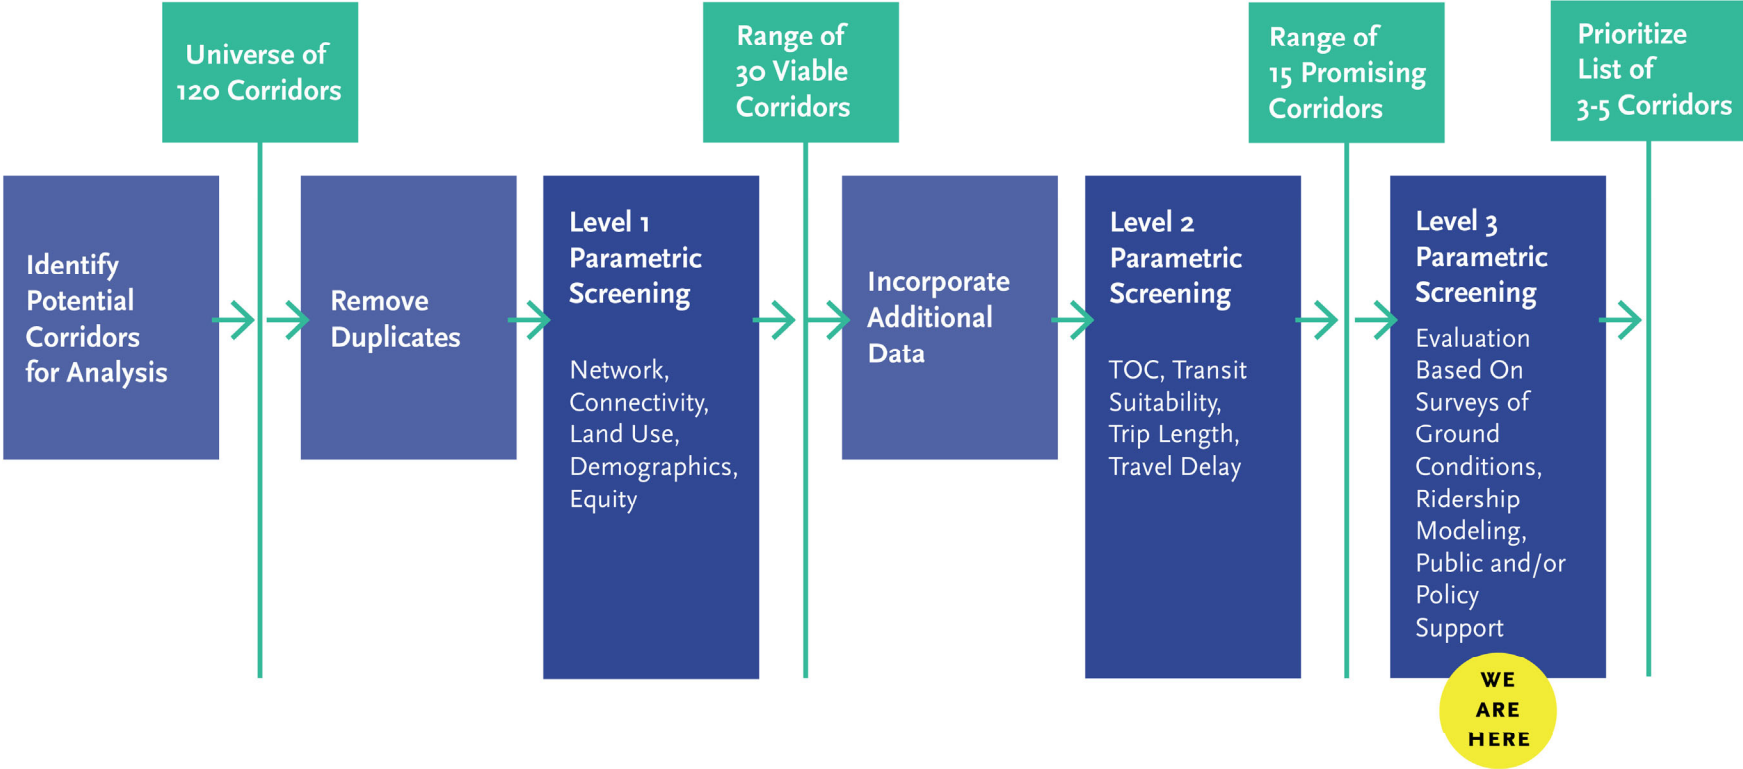 Universe of
120 Corridors
Range of
30 Viable
Corridors
Range of
15 Promising
Corridors
Prioritize
List of
3-5 Corridors
Identify
Potential
Corridors
for Analysis
Remove
Duplicates
Level 1
Parametric
Screening
Network,
Connectivity,
Land Use,
Demographics,
Equity
Incorporate
Additional
Data
Level 2
Parametric
Screening
TOC, Transit
Suitability,
Trip Length,
Travel Delay
Level 3
Parametric
Screening
Evaluation
Based On
Surveys of
Ground
Conditions,
Ridership
Modeling,
Public and/or
Policy
Support
WE
ARE
HERE